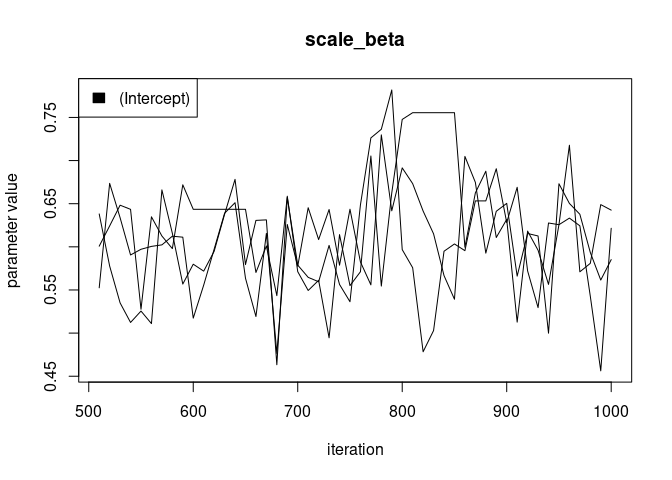 scale_beta
(Intercept)
parameter value
0.75
0.65
0.55
0.45
500 600 700 800 900 1000
iteration